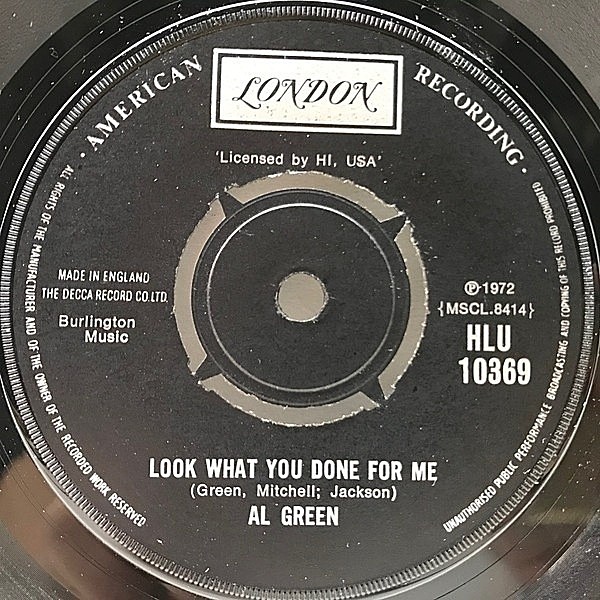 · AMERICAN RECORDING ·
LONDON
'Licensed by HI, USA'
ALL RIGHTS OF THE MANUFACTURER AND OF THE OWNER OF THE RECORDED WORK RESERVED
UNAUTHORISED PUBLIC PERFORMANCE BROADCASTING AND COPYING OF THIS RECORD PROHIBITED
MADE IN ENGLAND
THE DECCA RECORD CO.LTD.
Burlington
Music
℗1972
{MSCL.8414}
HLU
10369
LOOK WHAT YOU DONE FOR ME
(Green, Mitchell; Jackson)
AL GREEN